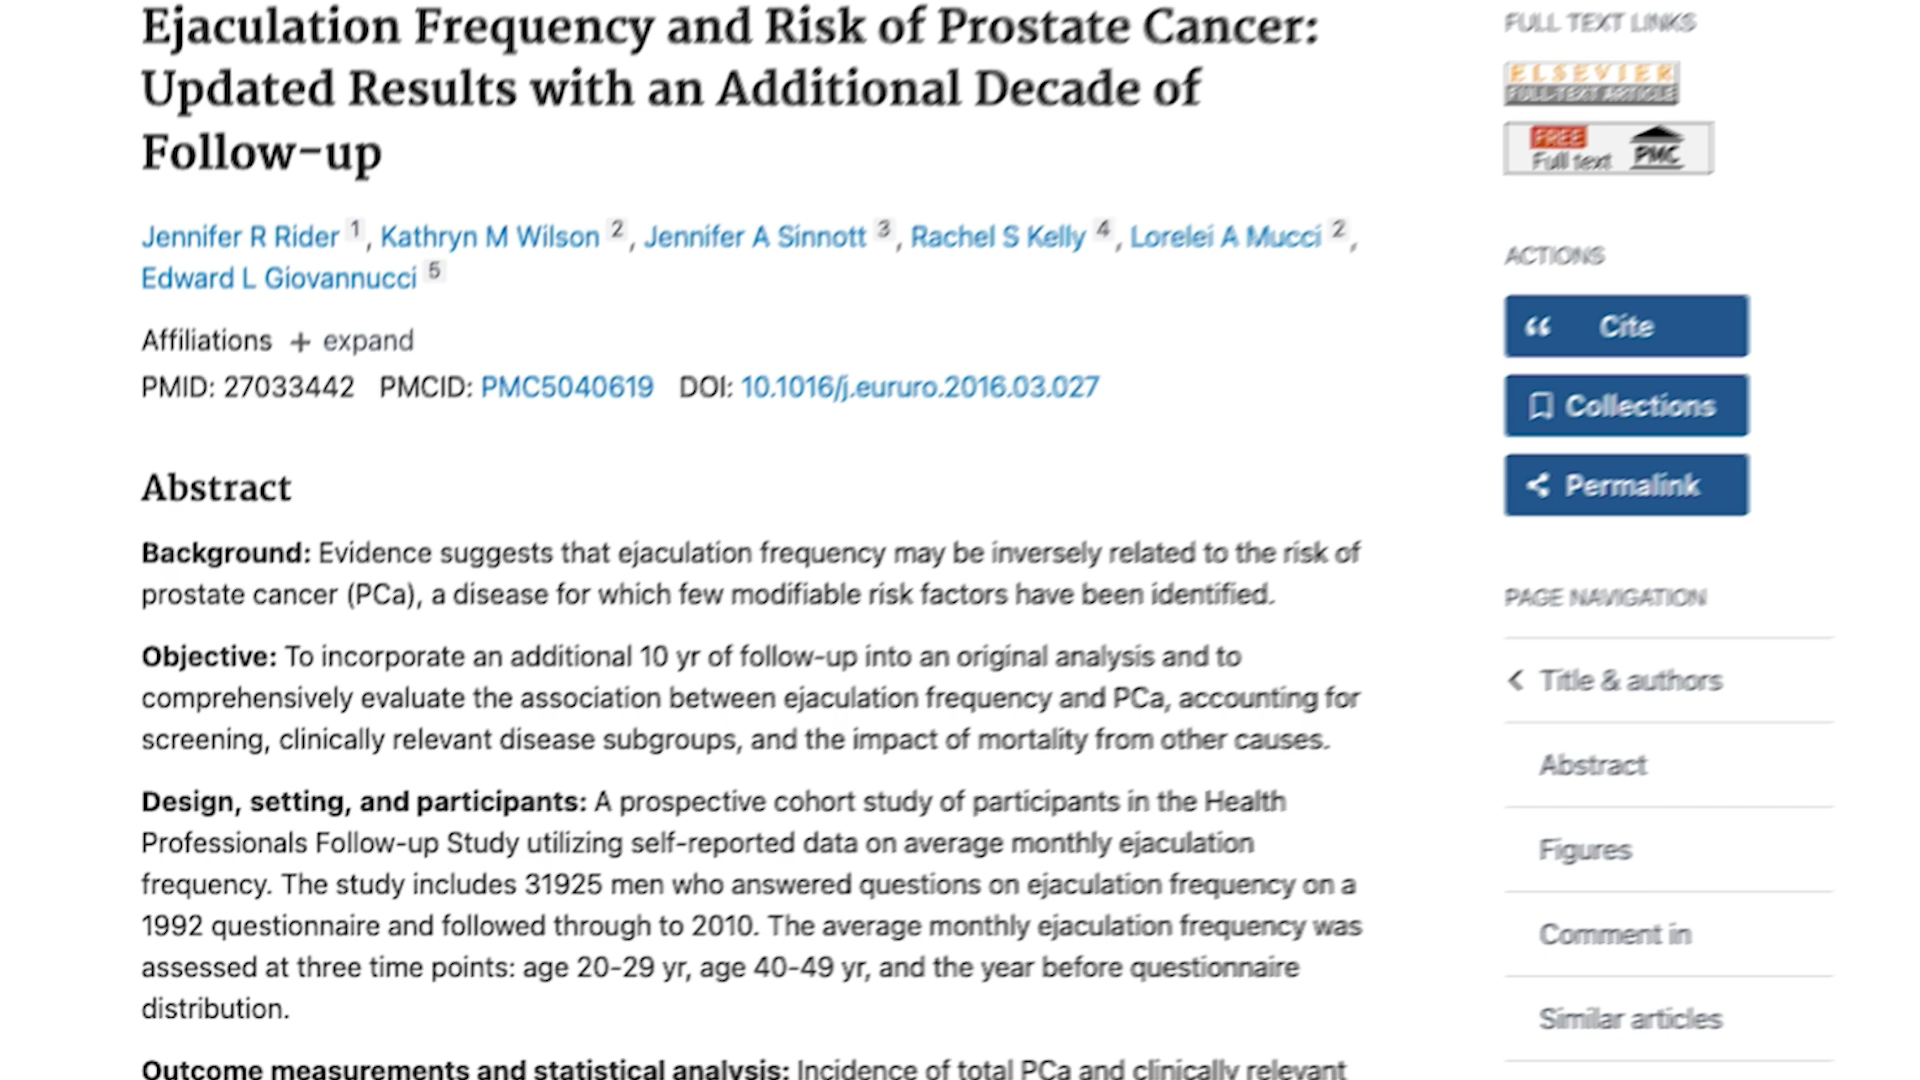 Ejaculation Frequency and Risk of Prostate Cancer:
Updated Results with an Additional Decade of
Follow-up
Jennifer R Rider 1, Kathryn M Wilson 2, Jennifer A Sinnott 3, Rachel S Kelly 4, Lorelei A Mucci 2,
Edward L Giovannucci 5
Affiliations + expand
PMID: 27033442 PMCID: PMC5040619 DOI: 10.1016/j.eururo.2016.03.027
Abstract
Background: Evidence suggests that ejaculation frequency may be inversely related to the risk of
prostate cancer (PCa), a disease for which few modifiable risk factors have been identified.
Objective: To incorporate an additional 10 yr of follow-up into an original analysis and to
comprehensively evaluate the association between ejaculation frequency and PCa, accounting for
screening, clinically relevant disease subgroups, and the impact of mortality from other causes.
Design, setting, and participants: A prospective cohort study of participants in the Health
Professionals Follow-up Study utilizing self-reported data on average monthly ejaculation
frequency. The study includes 31925 men who answered questions on ejaculation frequency on a
1992 questionnaire and followed through to 2010. The average monthly ejaculation frequency was
assessed at three time points: age 20-29 yr, age 40-49 yr, and the year before questionnaire
distribution.
Outcome measurements and statistical analysis: Incidence of total PCa and clinically relevant
FULL TEXT LINKS
ELSEVIER
FULL-TEXT ARTICLE
FREE
Full text PMC
ACTIONS
Cite
Collections
Permalink
PAGE NAVIGATION
Title & authors
Abstract
Figures
Comment in
Similar articles